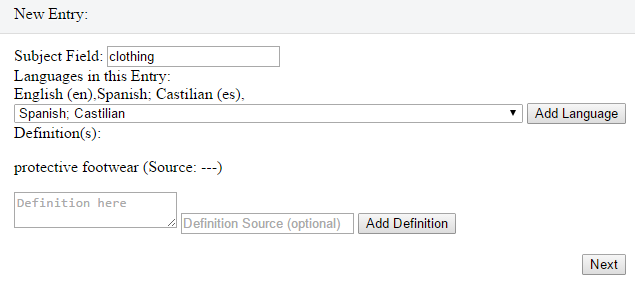 New Entry:
Subject Field: clothing
Languages in this Entry:
English (en),Spanish; Castilian (es),
Spanish; Castilian Add Language
Definition(s):
protective footwear (Source: ---)
Definition here
Definition Source (optional) Add Definition
Next